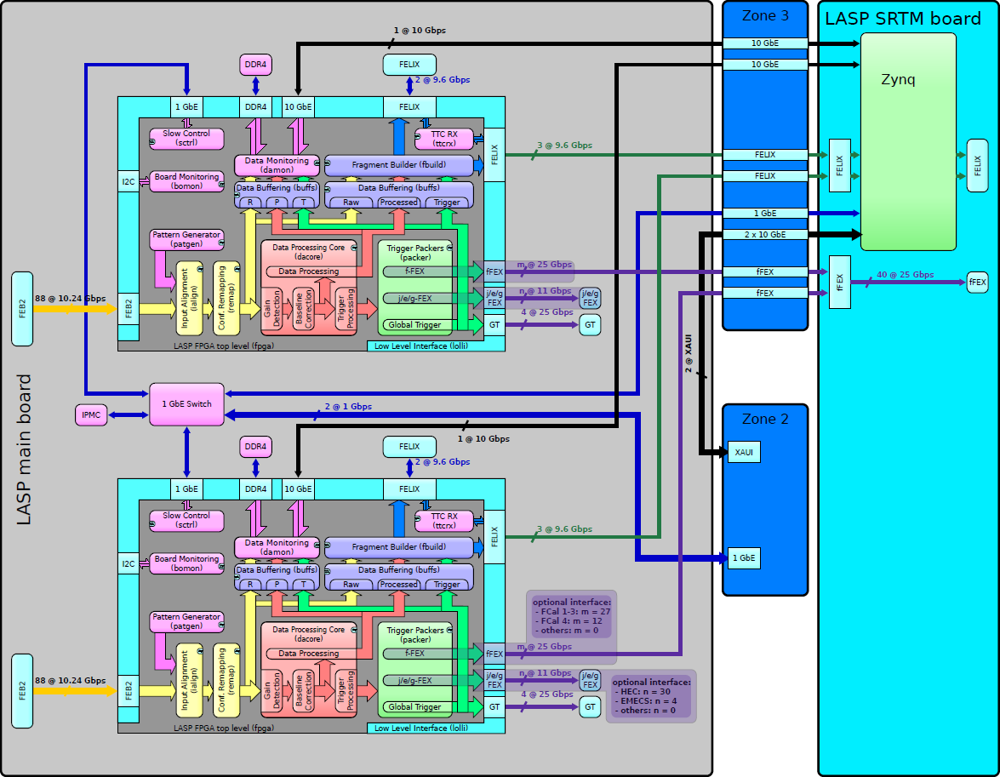 Zone 3
LASP SRTM board
1 @ 10 Gbps
10 GbE
10 GbE
Zynq
DDR4
FELIX
2 @ 9.6 Gbps
1 GbE
DDR4
10 GbE
FELIX
Slow Control
(sctrl)
TTC RX
(ttcrx)
FELIX
3 @ 9.6 Gbps
FELIX
FELIX
FELIX
FELIX
Data Monitoring
(damon)
Fragment Builder (fbuild)
I2C
Board Monitoring
(bomon)
Data Buffering (buffs)
R
P
T
Data Buffering (buffs)
Raw
Processed
Trigger
1 GbE
2 x 10 GbE
Pattern Generator
(patgen)
Data Processing Core
(dacore)
Data Processing
Trigger Packers
(packer)
f-FEX
fFEX
m @ 25 Gbps
fFEX
fFEX
fFEX
40 @ 25 Gbps
fFEX
FEB2
88 @ 10.24 Gbps
FEB2
Input Alignment
(ialign)
Conf. Remapping
(remap)
Gain
Detection
Baseline
Correction
Trigger
Processing
j/e/g-FEX
j/e/g
FEX
n @ 11 Gbps
j/e/g
FEX
Global Trigger
GT
4 @ 25 Gbps
GT
LASP FPGA top level (fpga)
Low Level Interface (lolli)
2 @ XAUI
LASP main board
1 GbE Switch
IPMC
2 @ 1 Gbps
1 @ 10 Gbps
Zone 2
XAUI
1 GbE
DDR4
FELIX
2 @ 9.6 Gbps
1 GbE
DDR4
10 GbE
FELIX
Slow Control
(sctrl)
TTC RX
(ttcrx)
FELIX
3 @ 9.6 Gbps
Data Monitoring
(damon)
Fragment Builder (fbuild)
I2C
Board Monitoring
(bomon)
Data Buffering (buffs)
R
P
T
Data Buffering (buffs)
Raw
Processed
Trigger
optional interface:
- FCal 1-3: m = 27
- FCal 4: m = 12
- others: m = 0
Pattern Generator
(patgen)
Data Processing Core
(dacore)
Data Processing
Trigger Packers
(packer)
f-FEX
fFEX
m @ 25 Gbps
FEB2
88 @ 10.24 Gbps
FEB2
Input Alignment
(ialign)
Conf. Remapping
(remap)
Gain
Detection
Baseline
Correction
Trigger
Processing
j/e/g-FEX
j/e/g
FEX
n @ 11 Gbps
j/e/g
FEX
Global Trigger
GT
4 @ 25 Gbps
GT
optional interface:
- HEC: n = 30
- EMECS: n = 4
- others: n = 0
LASP FPGA top level (fpga)
Low Level Interface (lolli)